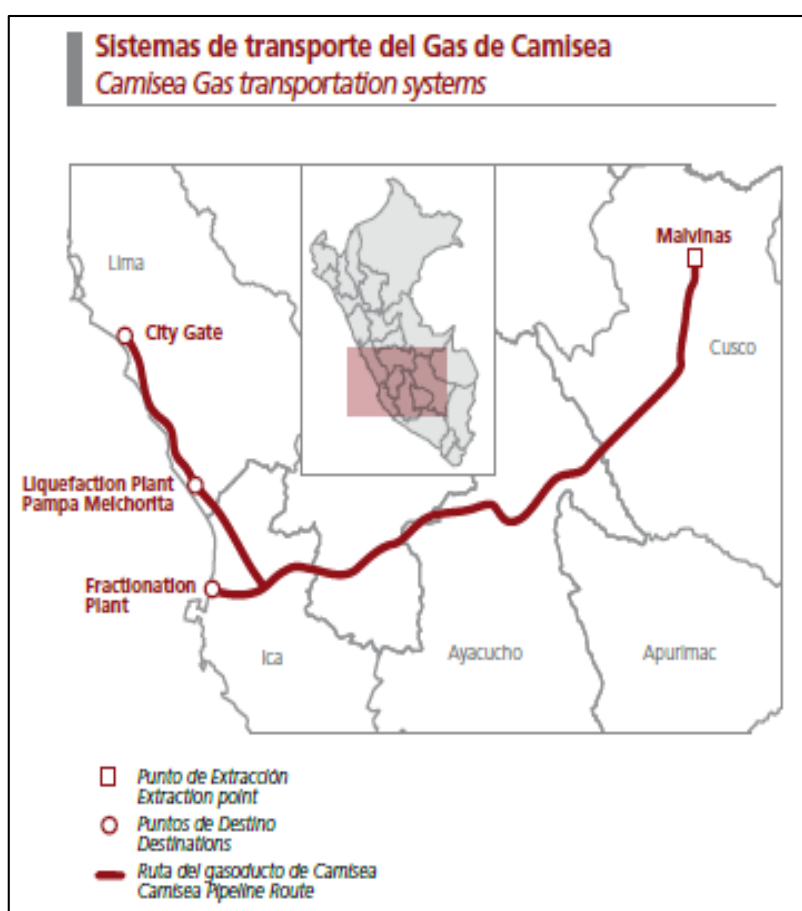 Sistemas de transporte del Gas de Camisea
Camisea Gas transportation systems
Malvinas
Lima
City Gate
Cusco
Liquefaction Plant
Pampa Melchorita
Fractionation
Plant
Ica
Ayacucho
Apurimac
Punto de Extracción
Extraction point
Puntos de Destino
Destinations
Ruta del gasoducto de Camisea
Camisea Pipeline Route